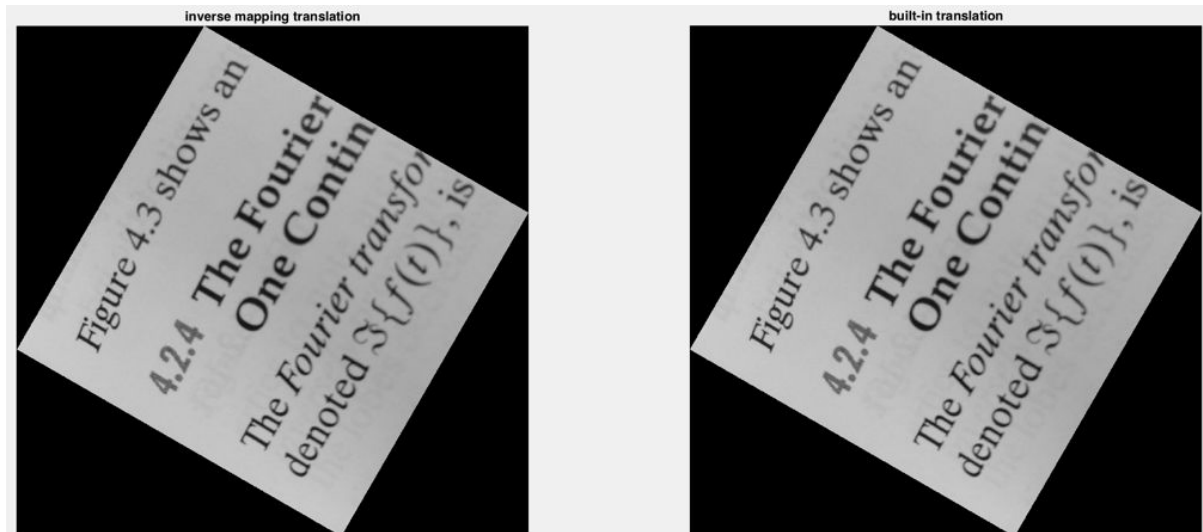 inverse mapping translation
Figure 4.3 shows an
4.2.4 The Fourier
One Contin
The Fourier transfor
denoted ℑ{f(t)}, is
built-in translation
Figure 4.3 shows an
4.2.4 The Fourier
One Contin
The Fourier transfor
denoted ℑ{f(t)}, is